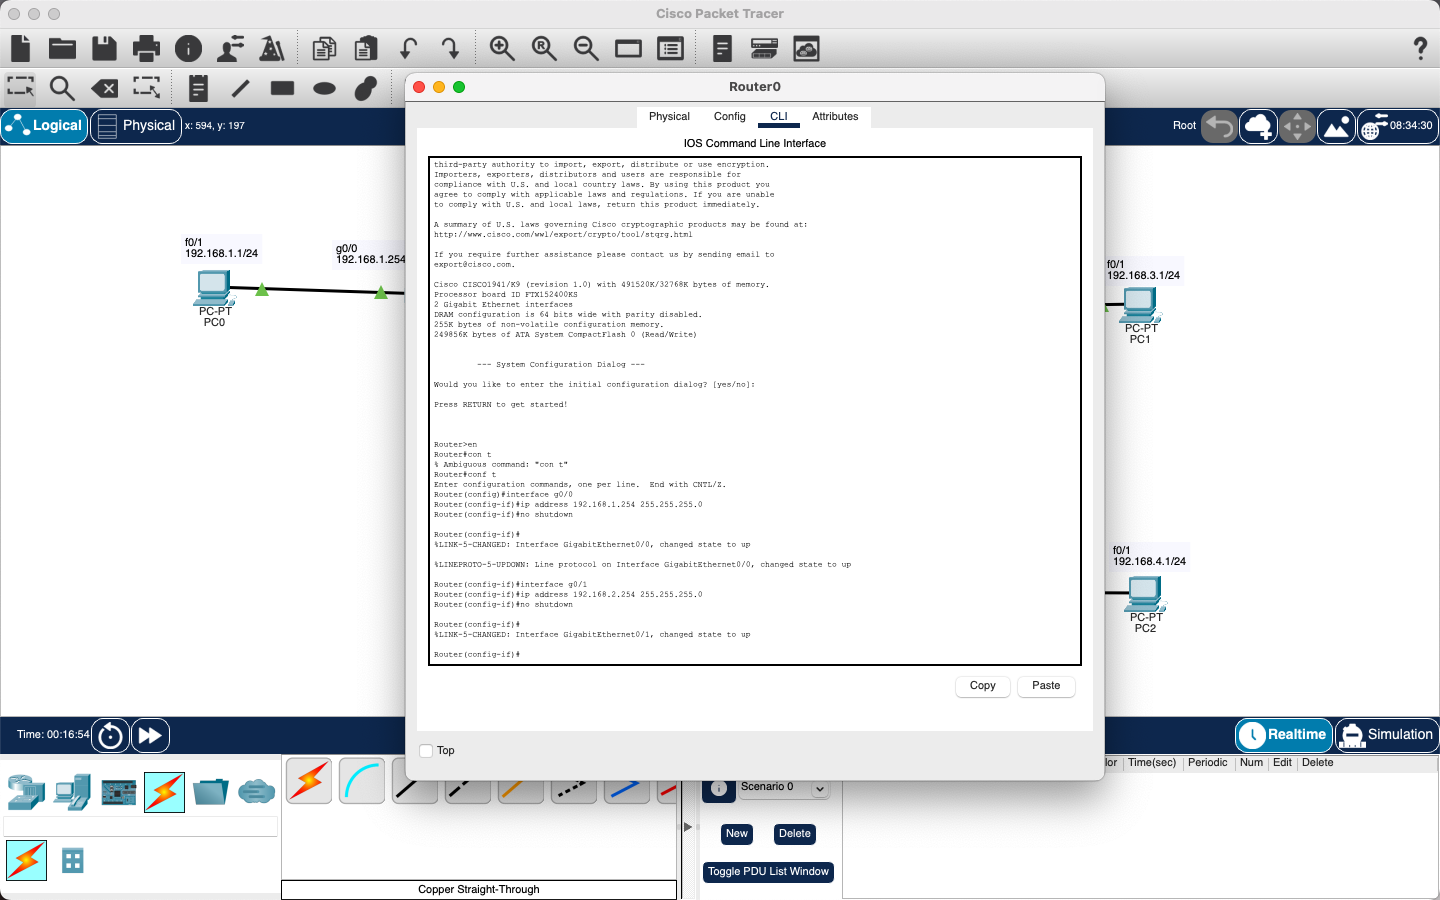 Cisco Packet Tracer
Router0
Logical
Physical
x: 594, y: 197
Root
08:34:30
Physical
Config
CLI
Attributes
IOS Command Line Interface
third-party authority to import, export, distribute or use encryption.
Importers, exporters, distributors and users are responsible for
compliance with U.S. and local country laws. By using this product you
agree to comply with applicable laws and regulations. If you are unable
to comply with U.S. and local laws, return this product immediately.
A summary of U.S. laws governing Cisco cryptographic products may be found at:
http://www.cisco.com/wwl/export/crypto/tool/stqrg.html
If you require further assistance please contact us by sending email to
export@cisco.com.
Cisco CISCO1941/K9 (revision 1.0) with 491520K/32768K bytes of memory.
Processor board ID FTX152400KS
2 Gigabit Ethernet interfaces
DRAM configuration is 64 bits wide with parity disabled.
255K bytes of non-volatile configuration memory.
249856K bytes of ATA System CompactFlash 0 (Read/Write)
--- System Configuration Dialog ---
Would you like to enter the initial configuration dialog? [yes/no]:
Press RETURN to get started!
Router>en
Router#con t
% Ambiguous command: "con t"
Router#conf t
Enter configuration commands, one per line.  End with CNTL/Z.
Router(config)#interface g0/0
Router(config-if)#ip address 192.168.1.254 255.255.255.0
Router(config-if)#no shutdown
Router(config-if)#
%LINK-5-CHANGED: Interface GigabitEthernet0/0, changed state to up
%LINEPROTO-5-UPDOWN: Line protocol on Interface GigabitEthernet0/0, changed state to up
Router(config-if)#interface g0/1
Router(config-if)#ip address 192.168.2.254 255.255.255.0
Router(config-if)#no shutdown
Router(config-if)#
%LINK-5-CHANGED: Interface GigabitEthernet0/1, changed state to up
Router(config-if)#
Copy
Paste
Top
f0/1
192.168.1.1/24
g0/0
192.168.1.254
PC-PT
PC0
f0/1
192.168.3.1/24
PC-PT
PC1
f0/1
192.168.4.1/24
PC-PT
PC2
Time: 00:16:54
Realtime
Simulation
lor
Time(sec)
Periodic
Num
Edit
Delete
Scenario 0
New
Delete
Toggle PDU List Window
Copper Straight-Through